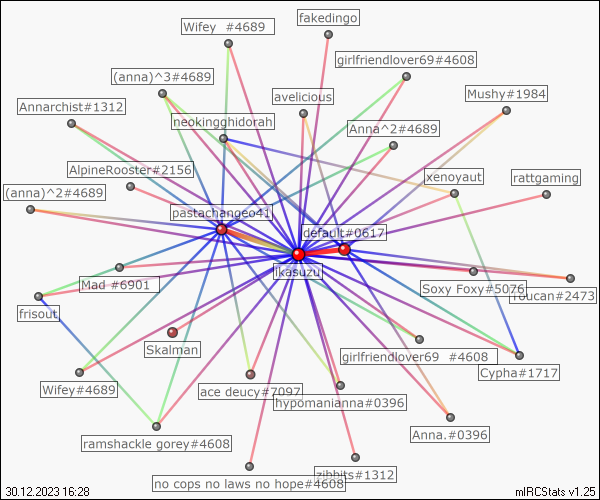 Wifey #4689
fakedingo
girlfriendlover69#4608
(anna)^3#4689
Annarchist#1312
avelicious
Mushy#1984
neokingghidorah
Anna^2#4689
AlpineRooster#2156
xenoyaut
rattgaming
(anna)^2#4689
pastachangeo41
default#0617
ikasuzu
Mad #6901
Soxy Foxy#5076
Toucan#2473
frisout
Skalman
girlfriendlover69 #4608
Cypha#1717
Wifey#4689
ace deucy#7097
hypomanianna#0396
Anna.#0396
ramshackle gorey#4608
zibbits#1312
no cops no laws no hope#4608
30.12.2023 16:28
mIRCStats v1.25